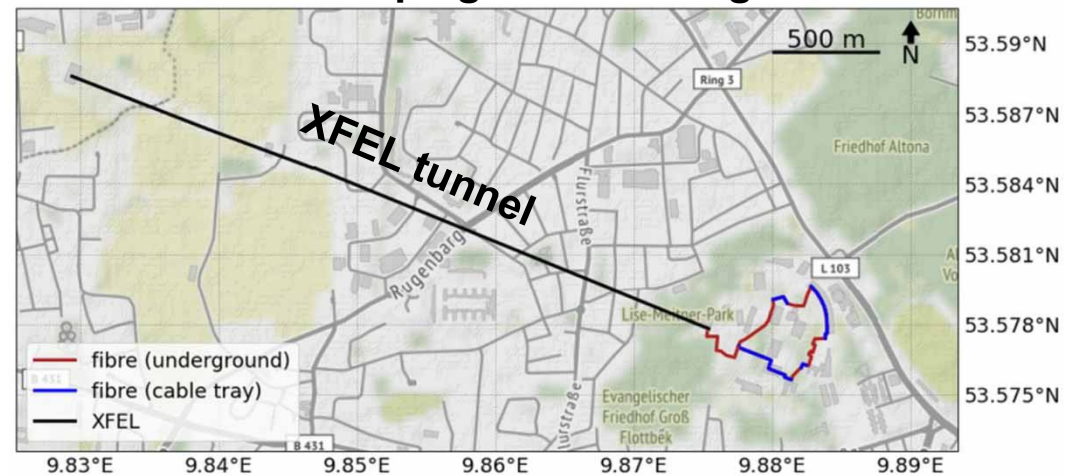 Bornm
500 m
N
53.59°N
Ring 3
53.587°N
Friedhof Altona
XFEL tunnel
53.584°N
Flurstraße
53.581°N
Rugenbarg
L 103
Lise-Meitner-Park
53.578°N
fibre (underground)
fibre (cable tray)
XFEL
B 451
Evangelischer
Friedhof Groß
Flottbek
53.575°N
B 431
9.83°E 9.84°E 9.85°E 9.86°E 9.87°E 9.88°E 9.89°E